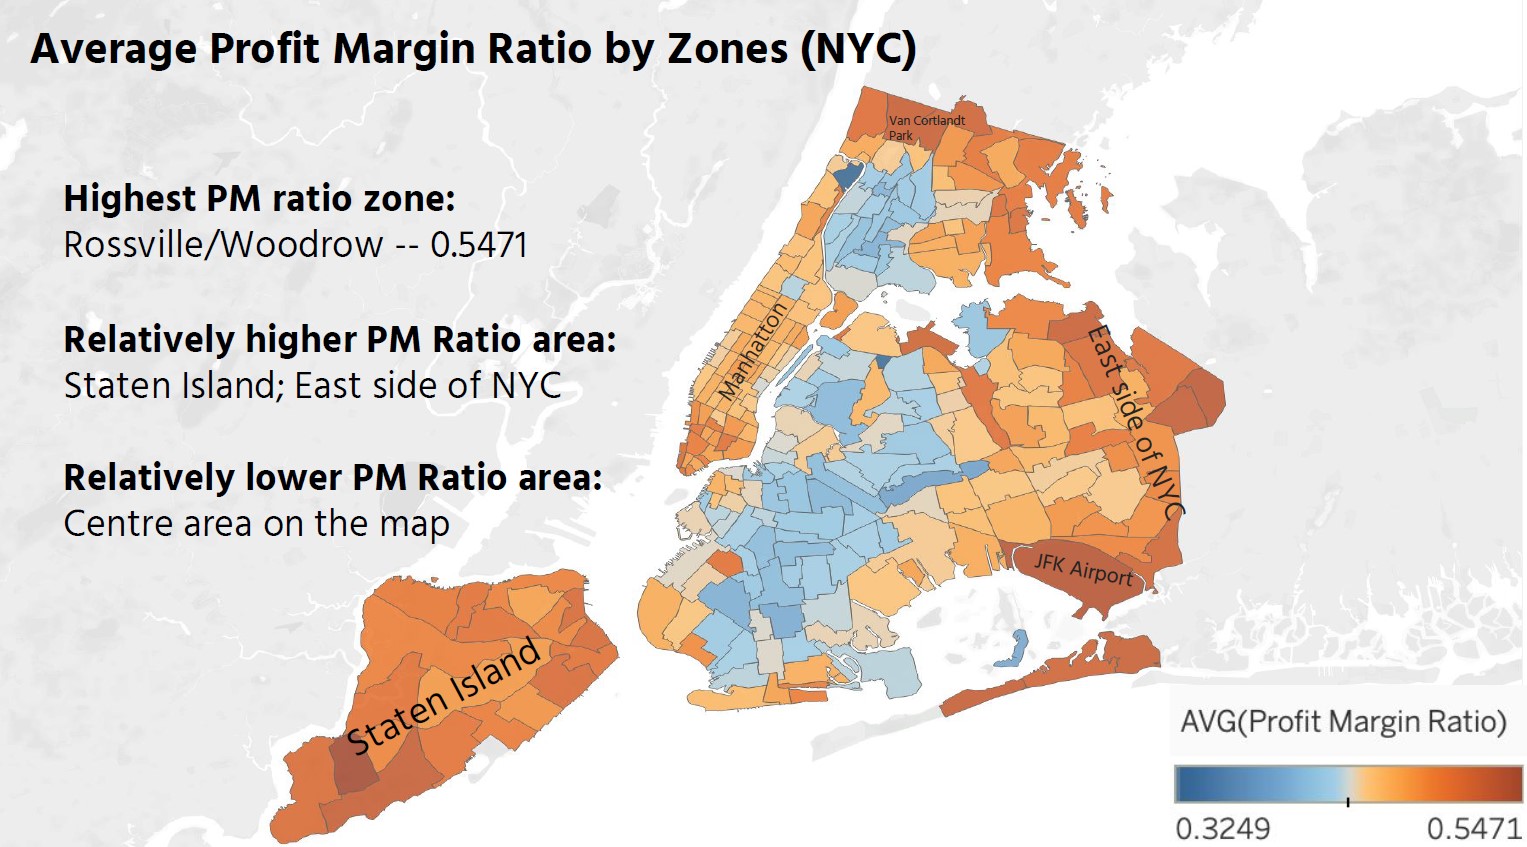 Average Profit Margin Ratio by Zones (NYC)
Highest PM ratio zone:
Rossville/Woodrow -- 0.5471
Relatively higher PM Ratio area:
Staten Island; East side of NYC
Relatively lower PM Ratio area:
Centre area on the map
Van Cortlandt
Park
Manhatton
East side of NYC
JFK Airport
Staten Island
AVG(Profit Margin Ratio)
0.3249
0.5471